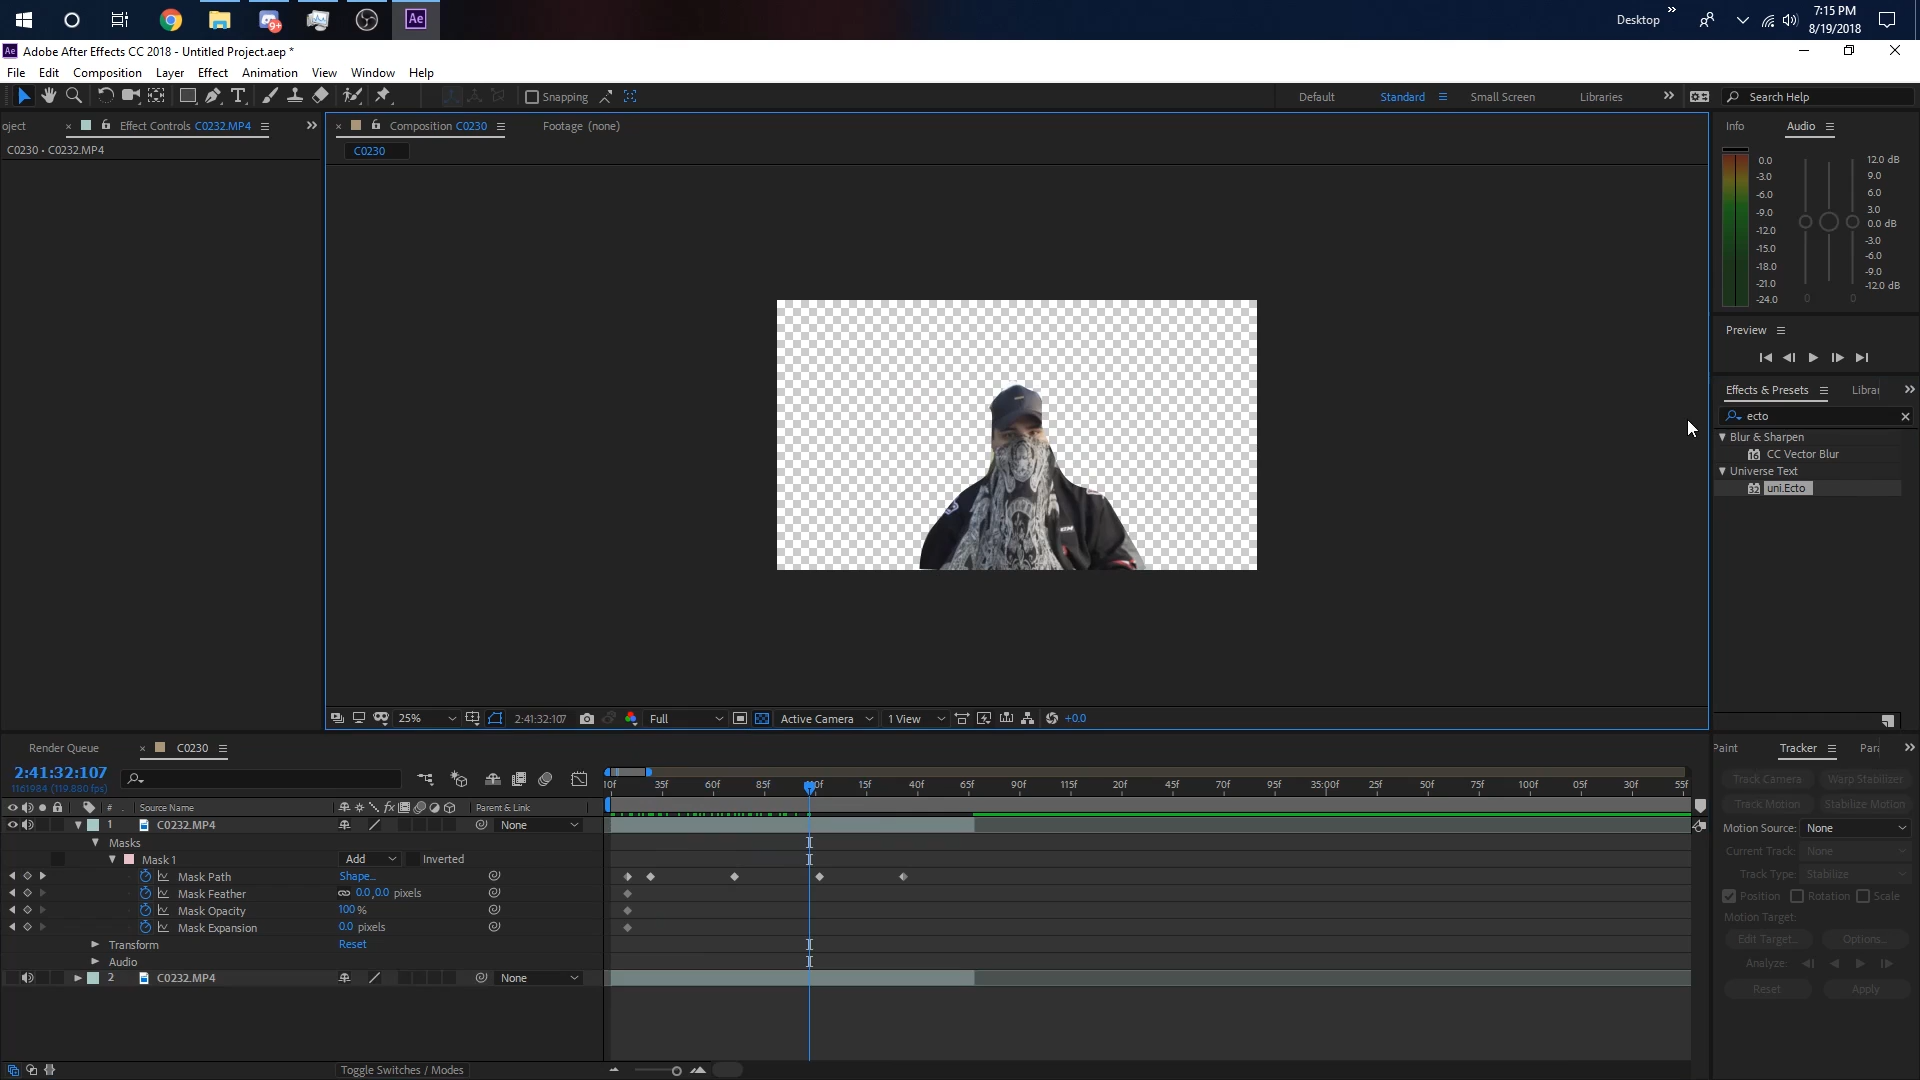 Desktop
7:15 PM
8/19/2018
Ae
9+
Ae Adobe After Effects CC 2018 - Untitled Project.aep *
File Edit Composition Layer Effect Animation View Window Help
T Snapping Default Standard Small Screen Libraries Search Help
oject Effect Controls C0232.MP4
C0230 • C0232.MP4
Composition C0230
Footage (none)
C0230
Info Audio
0.0
-3.0
-6.0
-9.0
-12.0
-15.0
-18.0
-21.0
-24.0
12.0 dB
9.0
6.0
3.0
0.0 dB
-3.0
-6.0
-9.0
-12.0 dB
0 0
Preview
Effects & Presets Librar
ecto
Blur & Sharpen
16 CC Vector Blur
Universe Text
32 uni.Ecto
25% 2:41:32:107 Full Active Camera 1 View +0.0
Render Queue C0230
2:41:32:107
1161984 (119.880 fps)
10f 35f 60f 85f 00f 15f 40f 65f 90f 115f 20f 45f 70f 95f 35:00f 25f 50f 75f 100f 05f 30f 55f
# Source Name Parent & Link
1 C0232.MP4 None
Masks
Mask 1 Add Inverted
Mask Path Shape...
Mask Feather 0.0,0.0 pixels
Mask Opacity 100 %
Mask Expansion 0.0 pixels
Transform Reset
Audio
2 C0232.MP4 None
Toggle Switches / Modes
Paint Tracker Para
Track Camera Warp Stabilizer
Track Motion Stabilize Motion
Motion Source: None
Current Track: None
Track Type: Stabilize
Position Rotation Scale
Motion Target:
Edit Target... Options...
Analyze:
Reset Apply